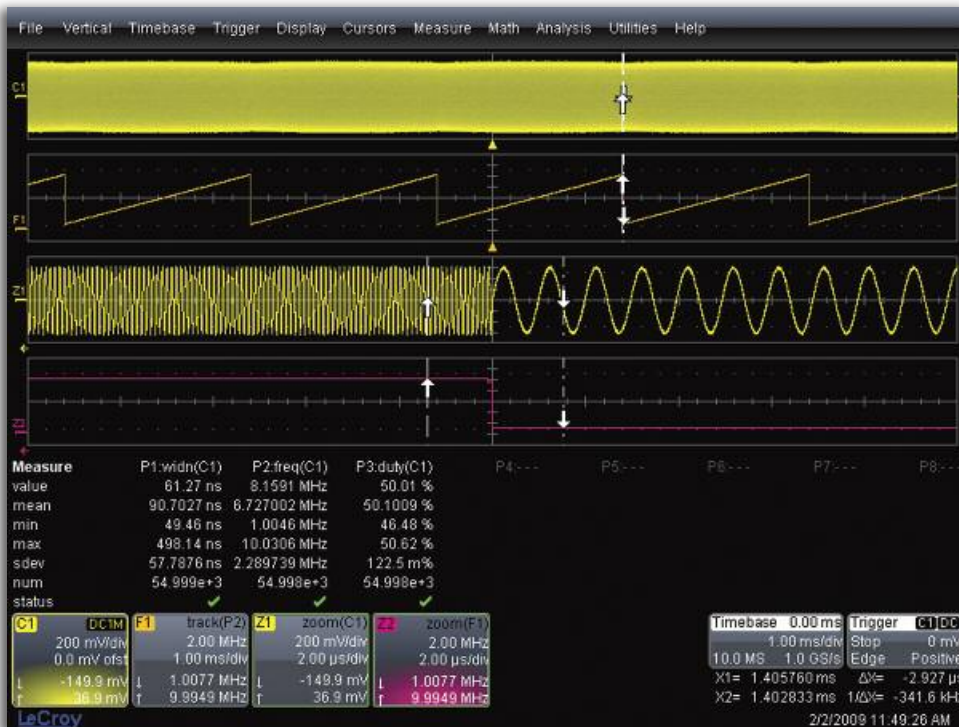 File Vertical Timebase Trigger Display Cursors Measure Math Analysis Utilities Help
C1
F1
Z1
Z2
Measure P1:widn(C1) P2:freq(C1) P3:duty(C1) P4:--- P5:--- P6:--- P7:--- P8:---
value 61.27 ns 8.1591 MHz 50.01 %
mean 90.7027 ns 6.727002 MHz 50.1009 %
min 49.46 ns 1.0046 MHz 46.48 %
max 498.14 ns 10.0306 MHz 50.62 %
sdev 57.7876 ns 2.289739 MHz 122.5 m%
num 54.999e+3 54.998e+3 54.998e+3
status
C1 DC1M F1 track(P2) Z1 zoom(C1) Z2 zoom(F1) Timebase 0.00 ms Trigger C1 DC
200 mV/div 2.00 MHz 200 mV/div 2.00 MHz 1.00 ms/div Stop 0 mV
0.0 mV ofst 1.00 ms/div 2.00 µs/div 2.00 µs/div 10.0 MS 1.0 GS/s Edge Positive
-149.9 mV 1.0077 MHz -149.9 mV 1.0077 MHz X1= 1.405760 ms ΔX= -2.927 µs
36.9 mV 9.9949 MHz 36.9 mV 9.9949 MHz X2= 1.402833 ms 1/ΔX= -341.6 kHz
LeCroy 2/2/2009 11:49:26 AM